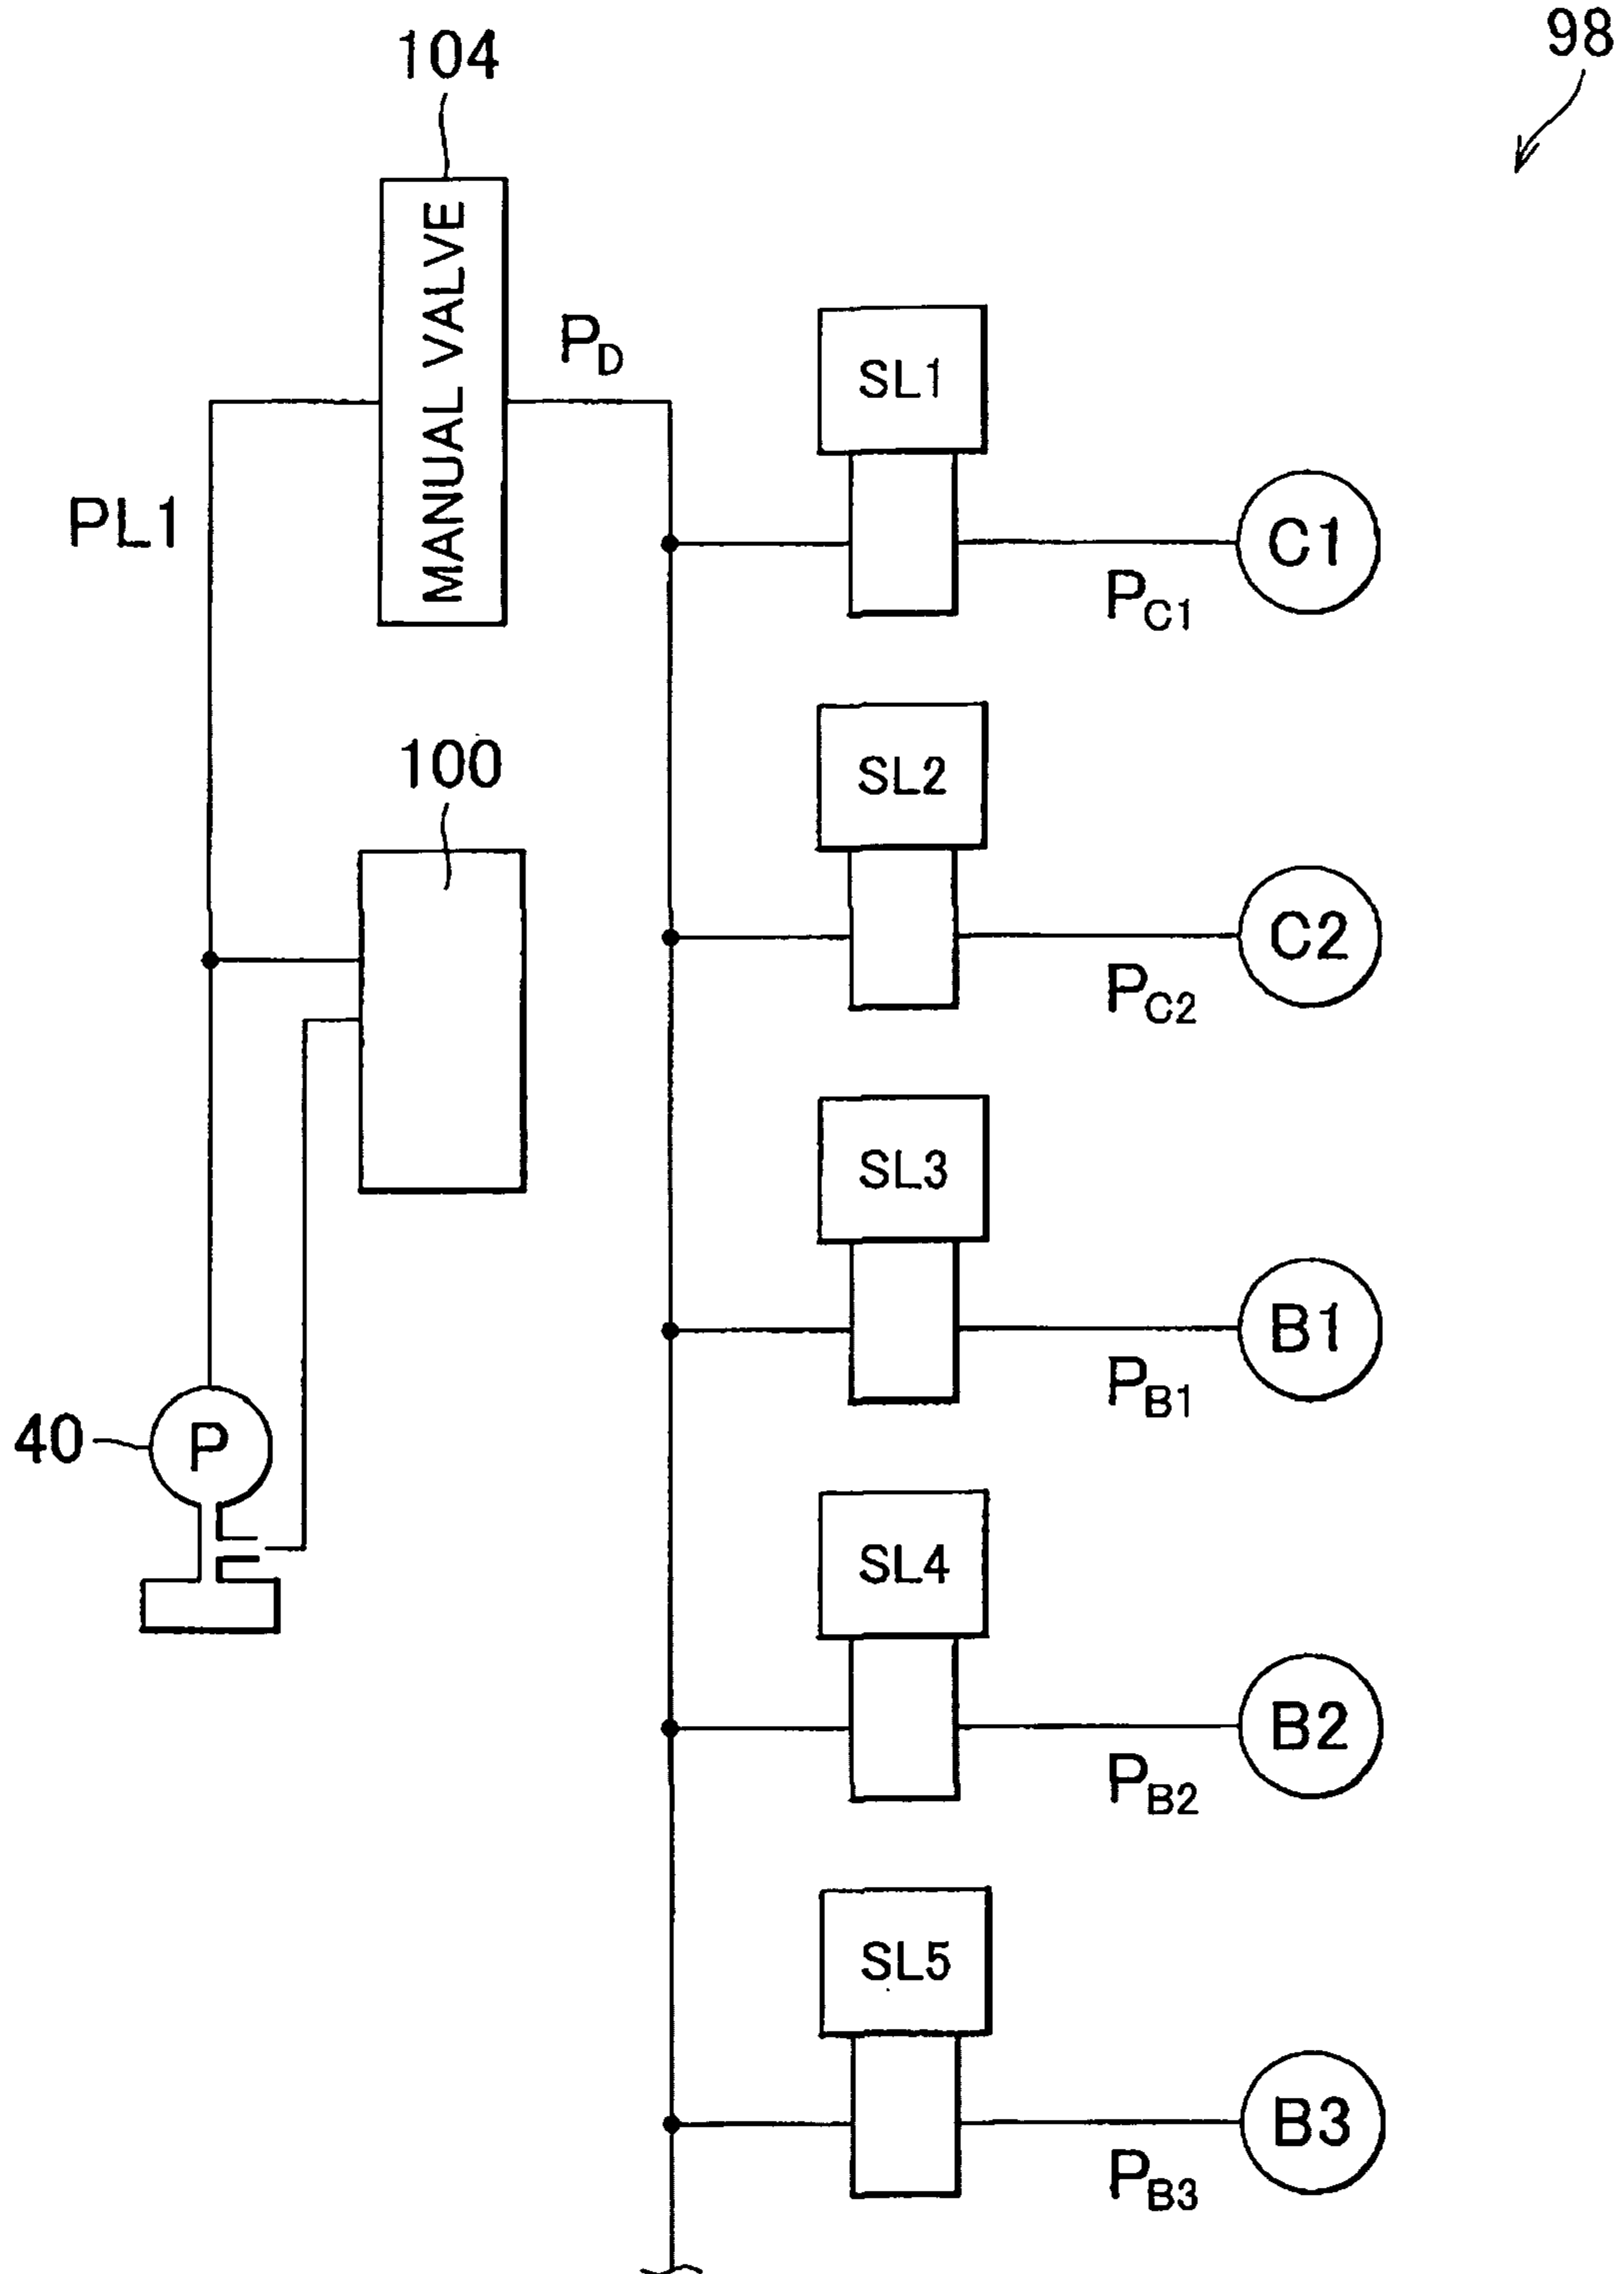 98
104
MANUAL VALVE
PD
SL1
PL1
C1
PC1
100
SL2
C2
PC2
SL3
B1
PB1
40
P
SL4
B2
PB2
SL5
B3
PB3